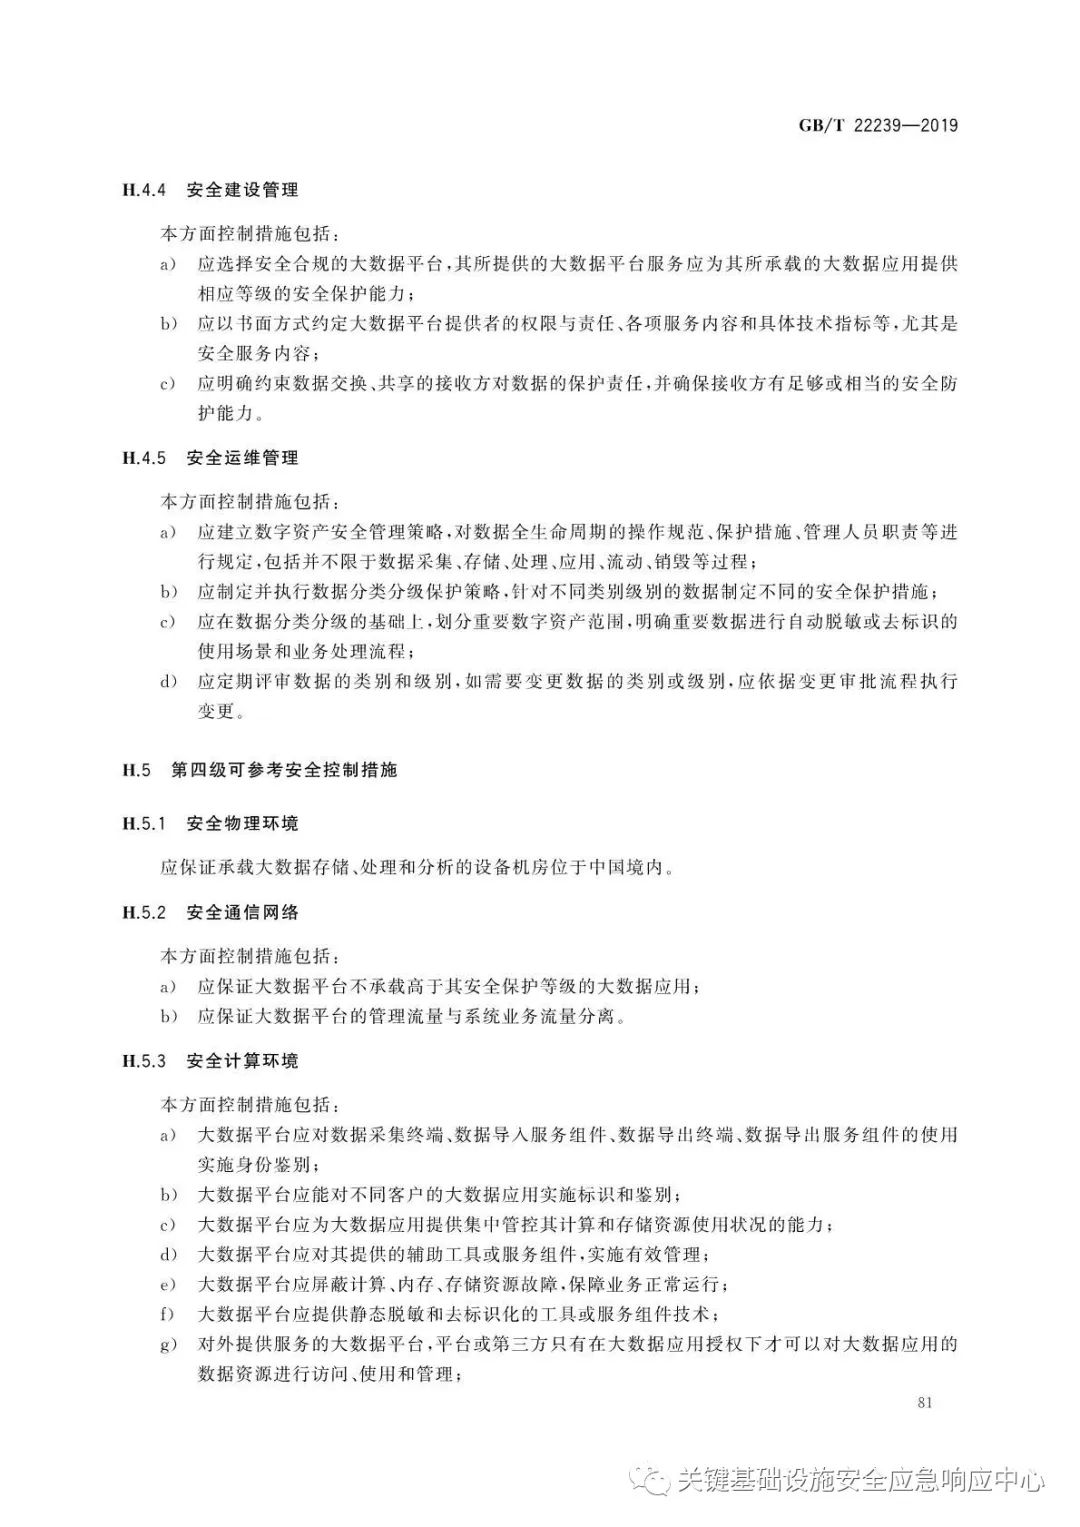 GB/T 22239—2019
H.4.4 安全建设管理
本方面控制措施包括:
a) 应选择安全合规的大数据平台,其所提供的大数据平台服务应为其所承载的大数据应用提供
相应等级的安全保护能力;
b) 应以书面方式约定大数据平台提供者的权限与责任、各项服务内容和具体技术指标等,尤其是
安全服务内容;
c) 应明确约束数据交换、共享的接收方对数据的保护责任,并确保接收方有足够或相当的安全防
护能力。
H.4.5 安全运维管理
本方面控制措施包括:
a) 应建立数字资产安全管理策略,对数据全生命周期的操作规范、保护措施、管理人员职责等进
行规定,包括并不限于数据采集、存储、处理、应用、流动、销毁等过程;
b) 应制定并执行数据分类分级保护策略,针对不同类别级别的数据制定不同的安全保护措施;
c) 应在数据分类分级的基础上,划分重要数字资产范围,明确重要数据进行自动脱敏或去标识的
使用场景和业务处理流程;
d) 应定期评审数据的类别和级别,如需要变更数据的类别或级别,应依据变更审批流程执行
变更。
H.5 第四级可参考安全控制措施
H.5.1 安全物理环境
应保证承载大数据存储、处理和分析的设备机房位于中国境内。
H.5.2 安全通信网络
本方面控制措施包括:
a) 应保证大数据平台不承载高于其安全保护等级的大数据应用;
b) 应保证大数据平台的管理流量与系统业务流量分离。
H.5.3 安全计算环境
本方面控制措施包括:
a) 大数据平台应对数据采集终端、数据导入服务组件、数据导出终端、数据导出服务组件的使用
实施身份鉴别;
b) 大数据平台应能对不同客户的大数据应用实施标识和鉴别;
c) 大数据平台应为大数据应用提供集中管控其计算和存储资源使用状况的能力;
d) 大数据平台应对其提供的辅助工具或服务组件,实施有效管理;
e) 大数据平台应屏蔽计算、内存、存储资源故障,保障业务正常运行;
f) 大数据平台应提供静态脱敏和去标识化的工具或服务组件技术;
g) 对外提供服务的大数据平台,平台或第三方只有在大数据应用授权下才可以对大数据应用的
数据资源进行访问、使用和管理;
81
关键基础设施安全应急响应中心